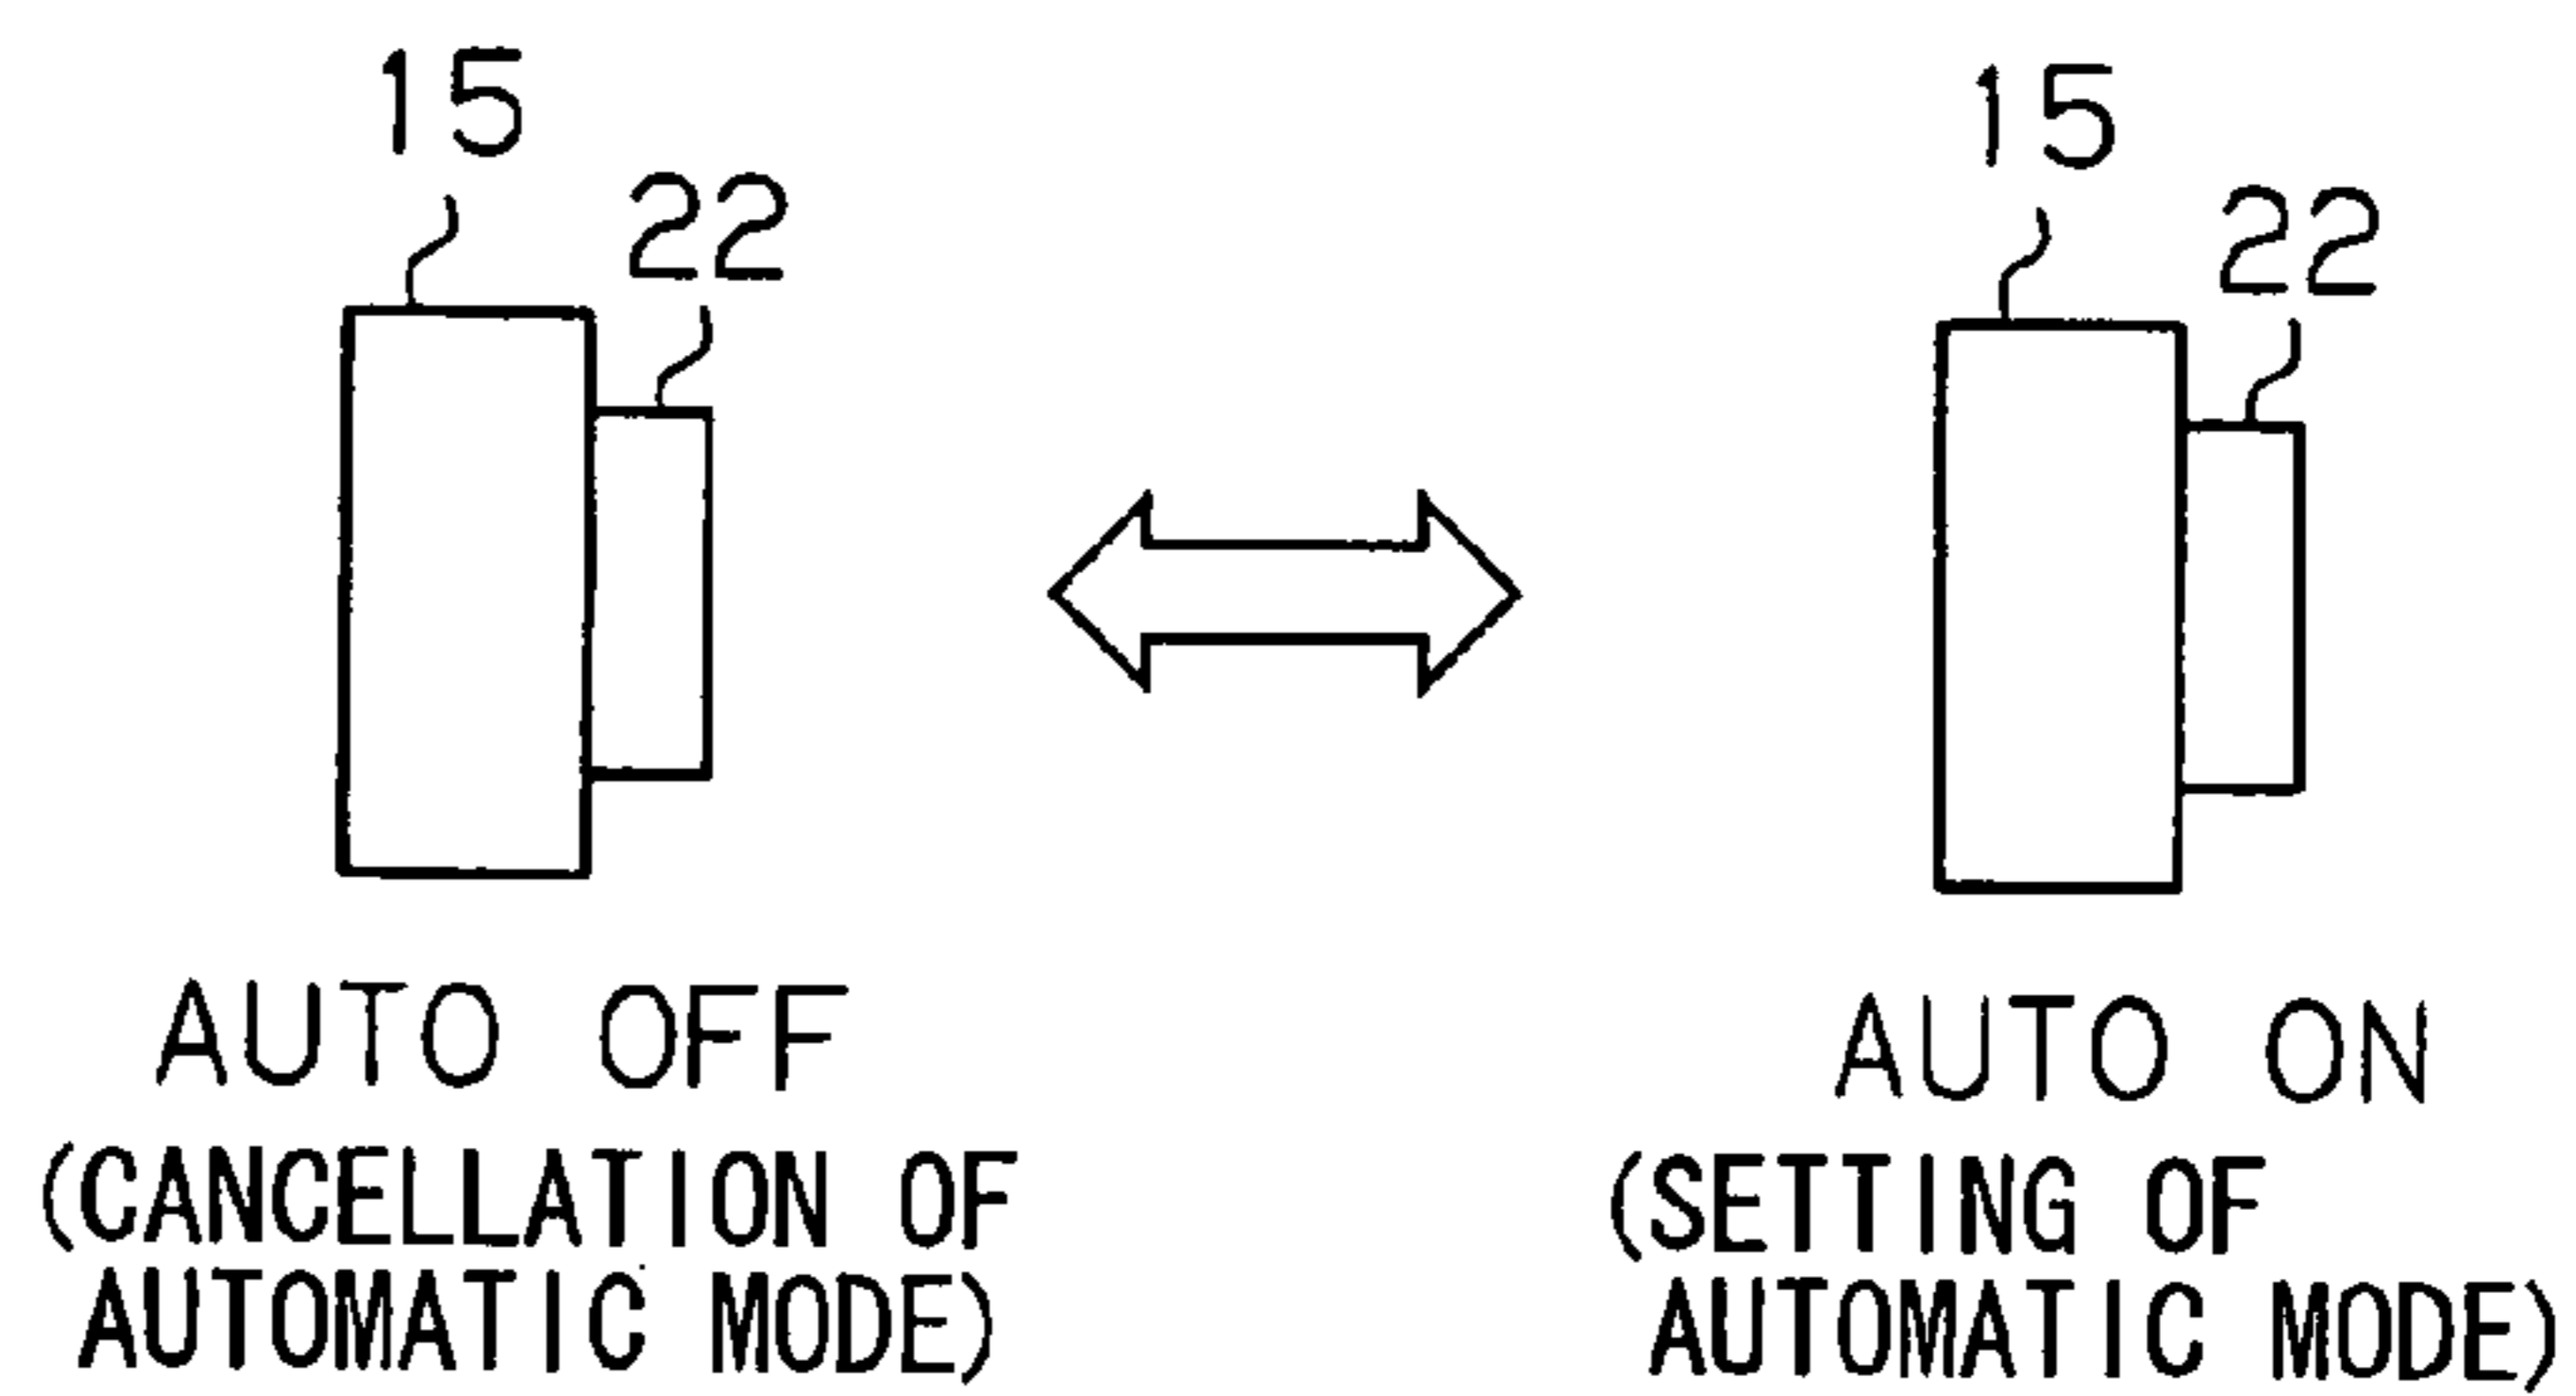 15
22
AUTO OFF
(CANCELLATION OF
AUTOMATIC MODE)
15
22
AUTO ON
(SETTING OF
AUTOMATIC MODE)